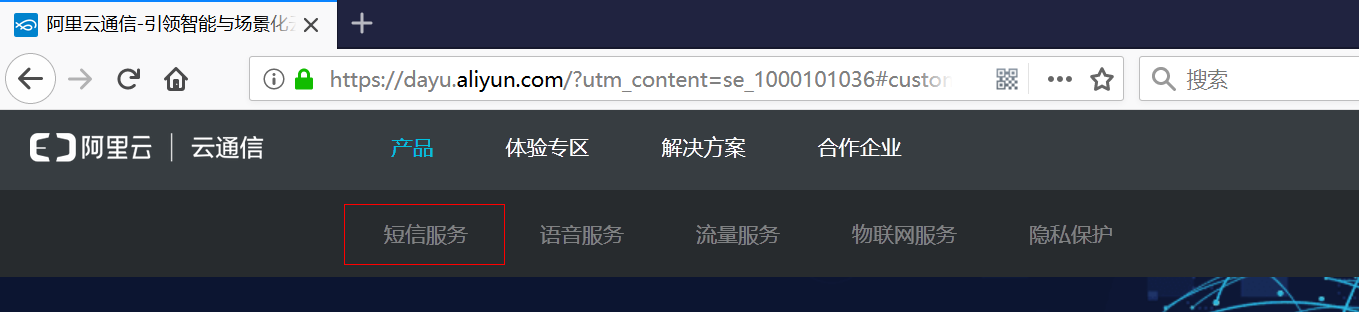 阿里云通信-引领智能与场景化云
https://dayu.aliyun.com/?utm_content=se_1000101036#custom
搜索
阿里云 | 云通信 产品 体验专区 解决方案 合作企业
短信服务 语音服务 流量服务 物联网服务 隐私保护